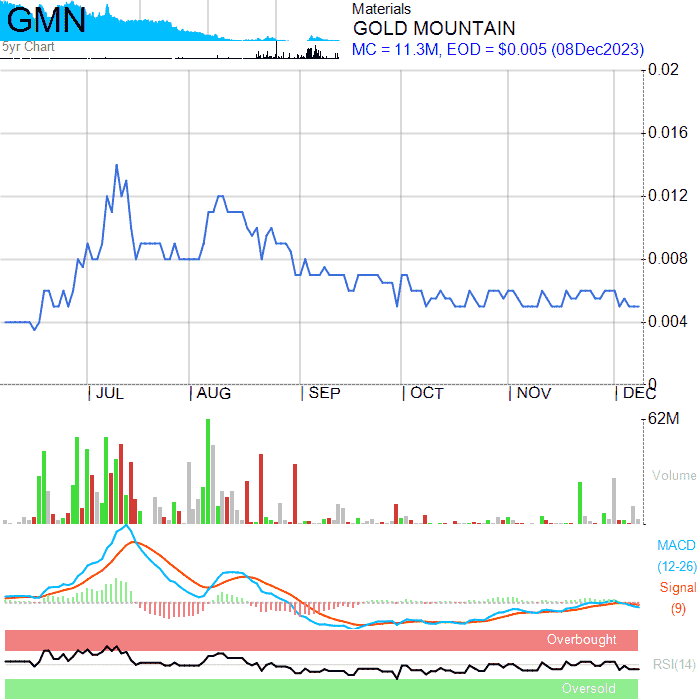 GMN
5yr Chart
Materials
GOLD MOUNTAIN
MC = 11.3M, EOD = $0.005 (08Dec2023)
0.02
0.016
0.012
0.008
0.004
0
JUL AUG SEP OCT NOV DEC
62M
Volume
MACD
(12-26)
Signal
(9)
Overbought
RSI(14)
Oversold